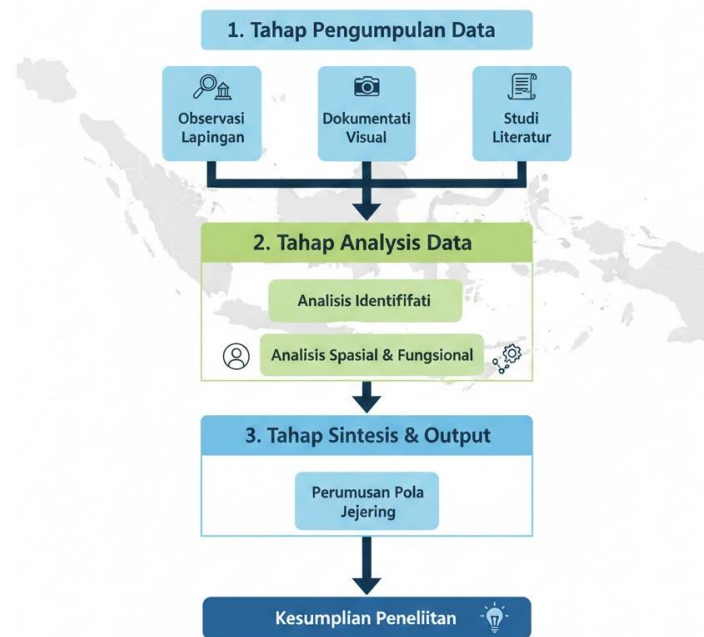 1. Tahap Pengumpulan Data
Observasi
Lapingan
Dokumentati
Visual
Studi
Literatur
2. Tahap Analysis Data
Analisis Identififati
Analisis Spasial & Fungsional
3. Tahap Sintesis & Output
Perumusan Pola
Jejering
Kesumplian Peneliitan